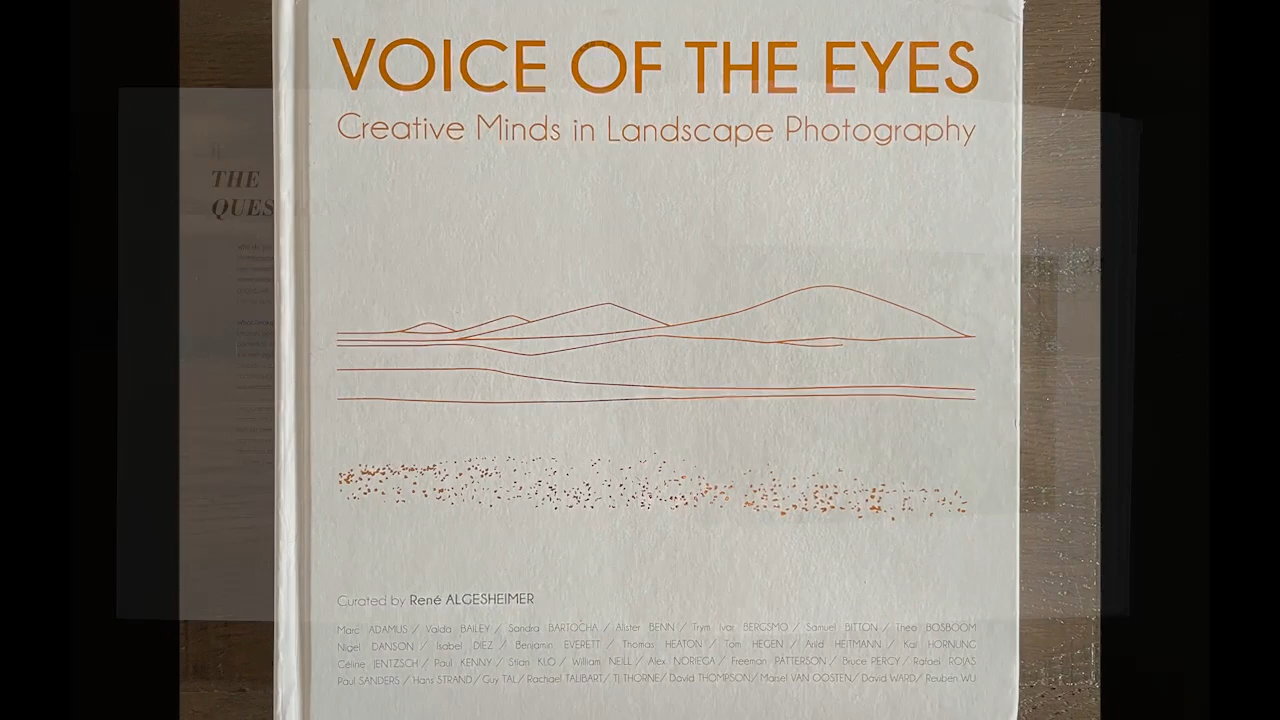 VOICE OF THE EYES
Creative Minds in Landscape Photography
THE
QUES
Curated by René ALGESHEIMER
Marc ADAMUS / Vaida BAILEY / Sandra BARTOCHA / Alister BENN / Trym Ivar BERGSMO / Samuel BITTON / Theo BOSBOOM
Nigel DANSON / Isabel DIEZ / Benjamin EVERETT / Thomas HEATON / Tom HEGEN / Arild HEITMANN / Kai HORNUNG
Céline JENTZSCH / Paul KENNY / Stian KLO / William NEILL / Alex NORIEGA / Freeman PATTERSON / Bruce PERCY / Rafael ROJAS
Paul SANDERS / Hans STRAND / Guy TAL / Rachael TALIBART / TJ THORNE / David THOMPSON / Marsel VAN OOSTEN / David WARD / Reuben WU